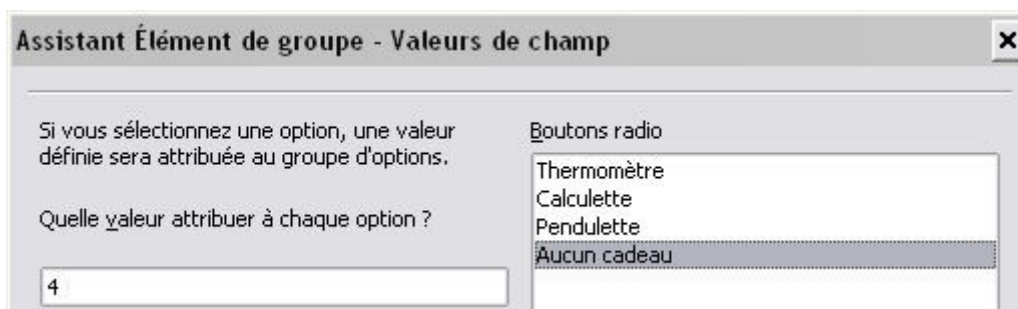 Assistant Élément de groupe - Valeurs de champ
Si vous sélectionnez une option, une valeur
définie sera attribuée au groupe d'options.
Quelle valeur attribuer à chaque option ?
4
Boutons radio
Thermomètre
Calculette
Pendulette
Aucun cadeau